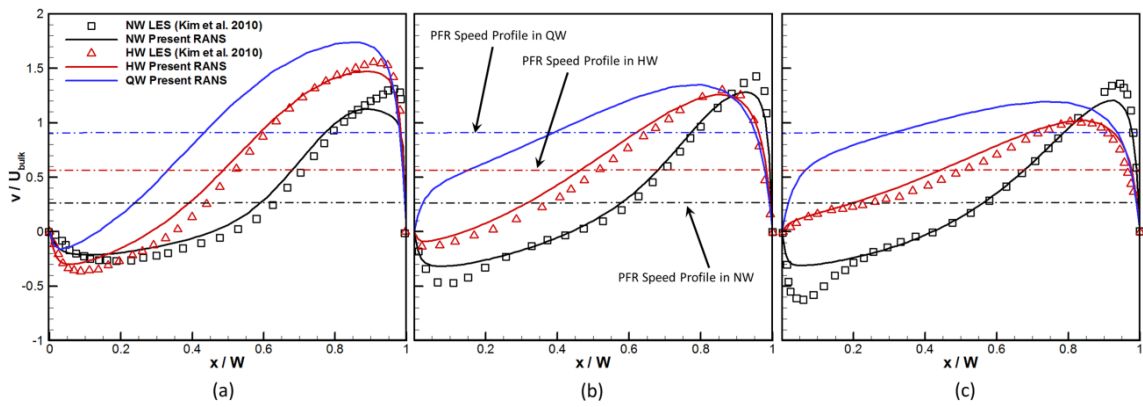 2
1.5
1
0.5
0
-0.5
-1
v / U_bulk
NW LES (Kim et al. 2010)
NW Present RANS
HW LES (Kim et al. 2010)
HW Present RANS
QW Present RANS
PFR Speed Profile in QW
PFR Speed Profile in HW
PFR Speed Profile in NW
0 0.2 0.4 0.6 0.8 1
0.2 0.4 0.6 0.8 1
0.2 0.4 0.6 0.8 1
x / W x / W x / W
(a) (b) (c)